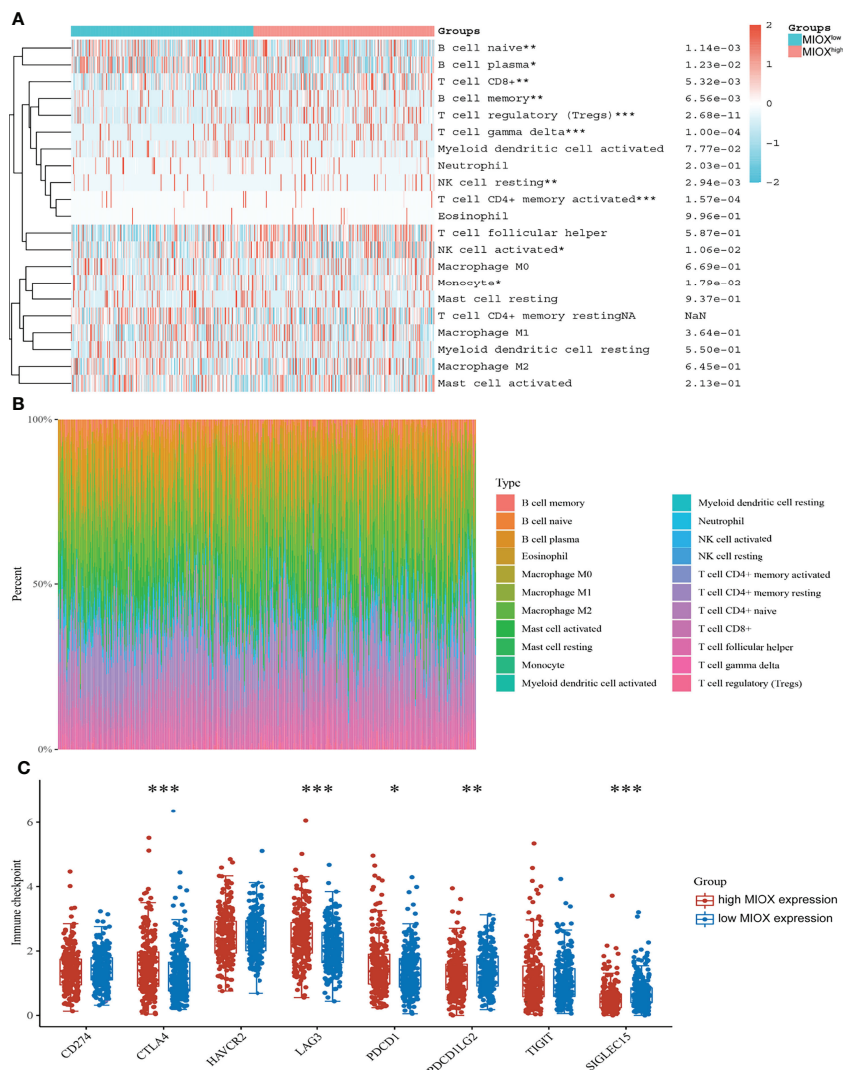 A
Groups
B cell naive** 1.14e-03
B cell plasma* 1.23e-02
T cell CD8+** 5.32e-03
B cell memory** 6.56e-03
T cell regulatory (Tregs)*** 2.68e-11
T cell gamma delta*** 1.00e-04
Myeloid dendritic cell activated 7.77e-02
Neutrophil 2.03e-01
NK cell resting** 2.94e-03
T cell CD4+ memory activated*** 1.57e-04
Eosinophil 9.96e-01
T cell follicular helper 5.87e-01
NK cell activated* 1.06e-02
Macrophage M0 6.69e-01
Monocyte* 1.79e-02
Mast cell resting 9.37e-01
T cell CD4+ memory restingNA NaN
Macrophage M1 3.64e-01
Myeloid dendritic cell resting 5.50e-01
Macrophage M2 6.45e-01
Mast cell activated 2.13e-01
2
1
0
−1
−2
Groups
MIOXlow
MIOXhigh
B
100%
50%
0%
Percent
Type
B cell memory
B cell naive
B cell plasma
Eosinophil
Macrophage M0
Macrophage M1
Macrophage M2
Mast cell activated
Mast cell resting
Monocyte
Myeloid dendritic cell activated
Myeloid dendritic cell resting
Neutrophil
NK cell activated
NK cell resting
T cell CD4+ memory activated
T cell CD4+ memory resting
T cell CD4+ naive
T cell CD8+
T cell follicular helper
T cell gamma delta
T cell regulatory (Tregs)
C
*** *** * ** ***
Immune checkpoint
6
4
2
0
CD274
CTLA4
HAVCR2
LAG3
PDCD1
PDCD1LG2
TIGIT
SIGLEC15
Group
high MIOX expression
low MIOX expression